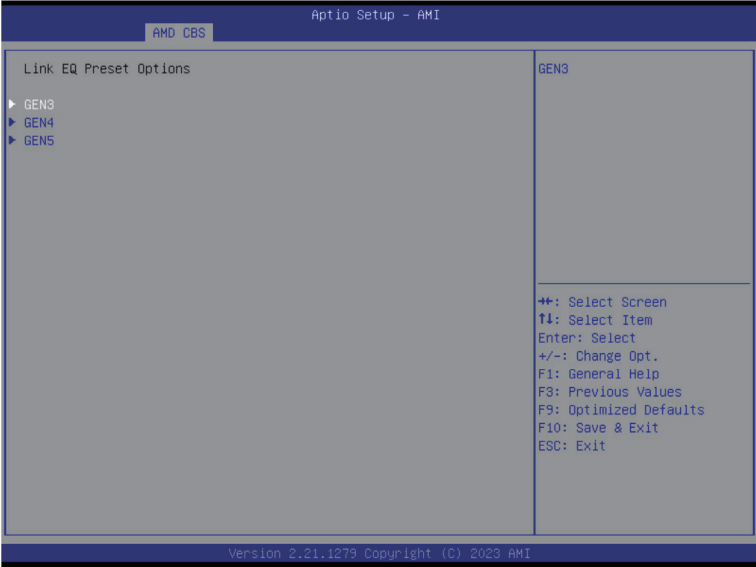 Aptio Setup - AMI
AMD CBS
Link EQ Preset Options
GEN3
GEN4
GEN5
GEN3
→←: Select Screen
↑↓: Select Item
Enter: Select
+/-: Change Opt.
F1: General Help
F3: Previous Values
F9: Optimized Defaults
F10: Save & Exit
ESC: Exit
Version 2.21.1279 Copyright (C) 2023 AMI